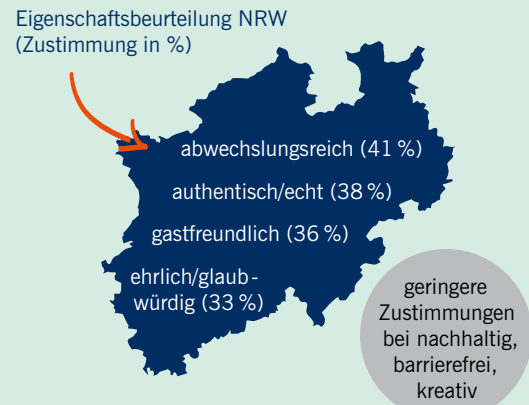 Eigenschaftsbeurteilung NRW
(Zustimmung in %)
abwechslungsreich (41 %)
authentisch/echt (38 %)
gastfreundlich (36 %)
ehrlich/glaub-
würdig (33 %)
geringere
Zustimmungen
bei nachhaltig,
barrierefrei,
kreativ